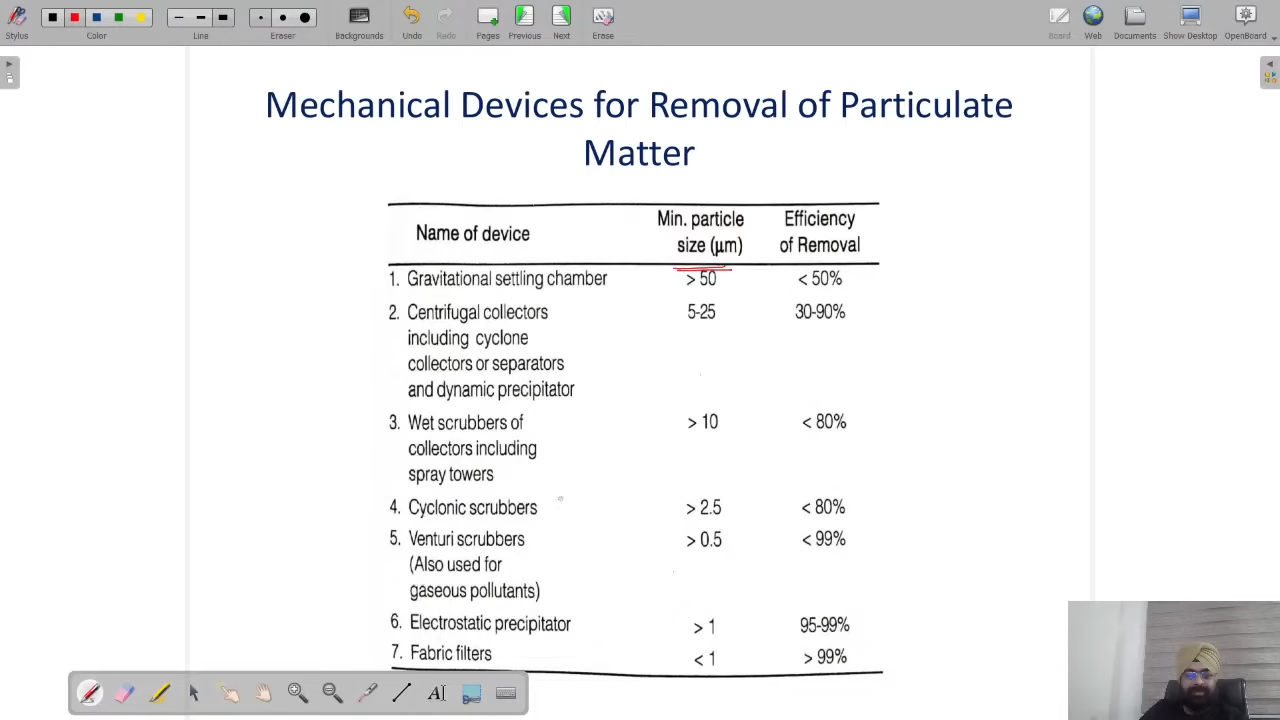 Stylus Color Line Eraser Backgrounds Undo Redo Pages Previous Next Erase Board Web Documents Show Desktop OpenBoard
Mechanical Devices for Removal of Particulate
Matter
Name of device Min. particle size (μm) Efficiency of Removal
1. Gravitational settling chamber > 50 < 50%
2. Centrifugal collectors 5-25 30-90%
including cyclone
collectors or separators
and dynamic precipitator
3. Wet scrubbers of > 10 < 80%
collectors including
spray towers
4. Cyclonic scrubbers > 2.5 < 80%
5. Venturi scrubbers > 0.5 < 99%
(Also used for
gaseous pollutants)
6. Electrostatic precipitator > 1 95-99%
7. Fabric filters < 1 > 99%